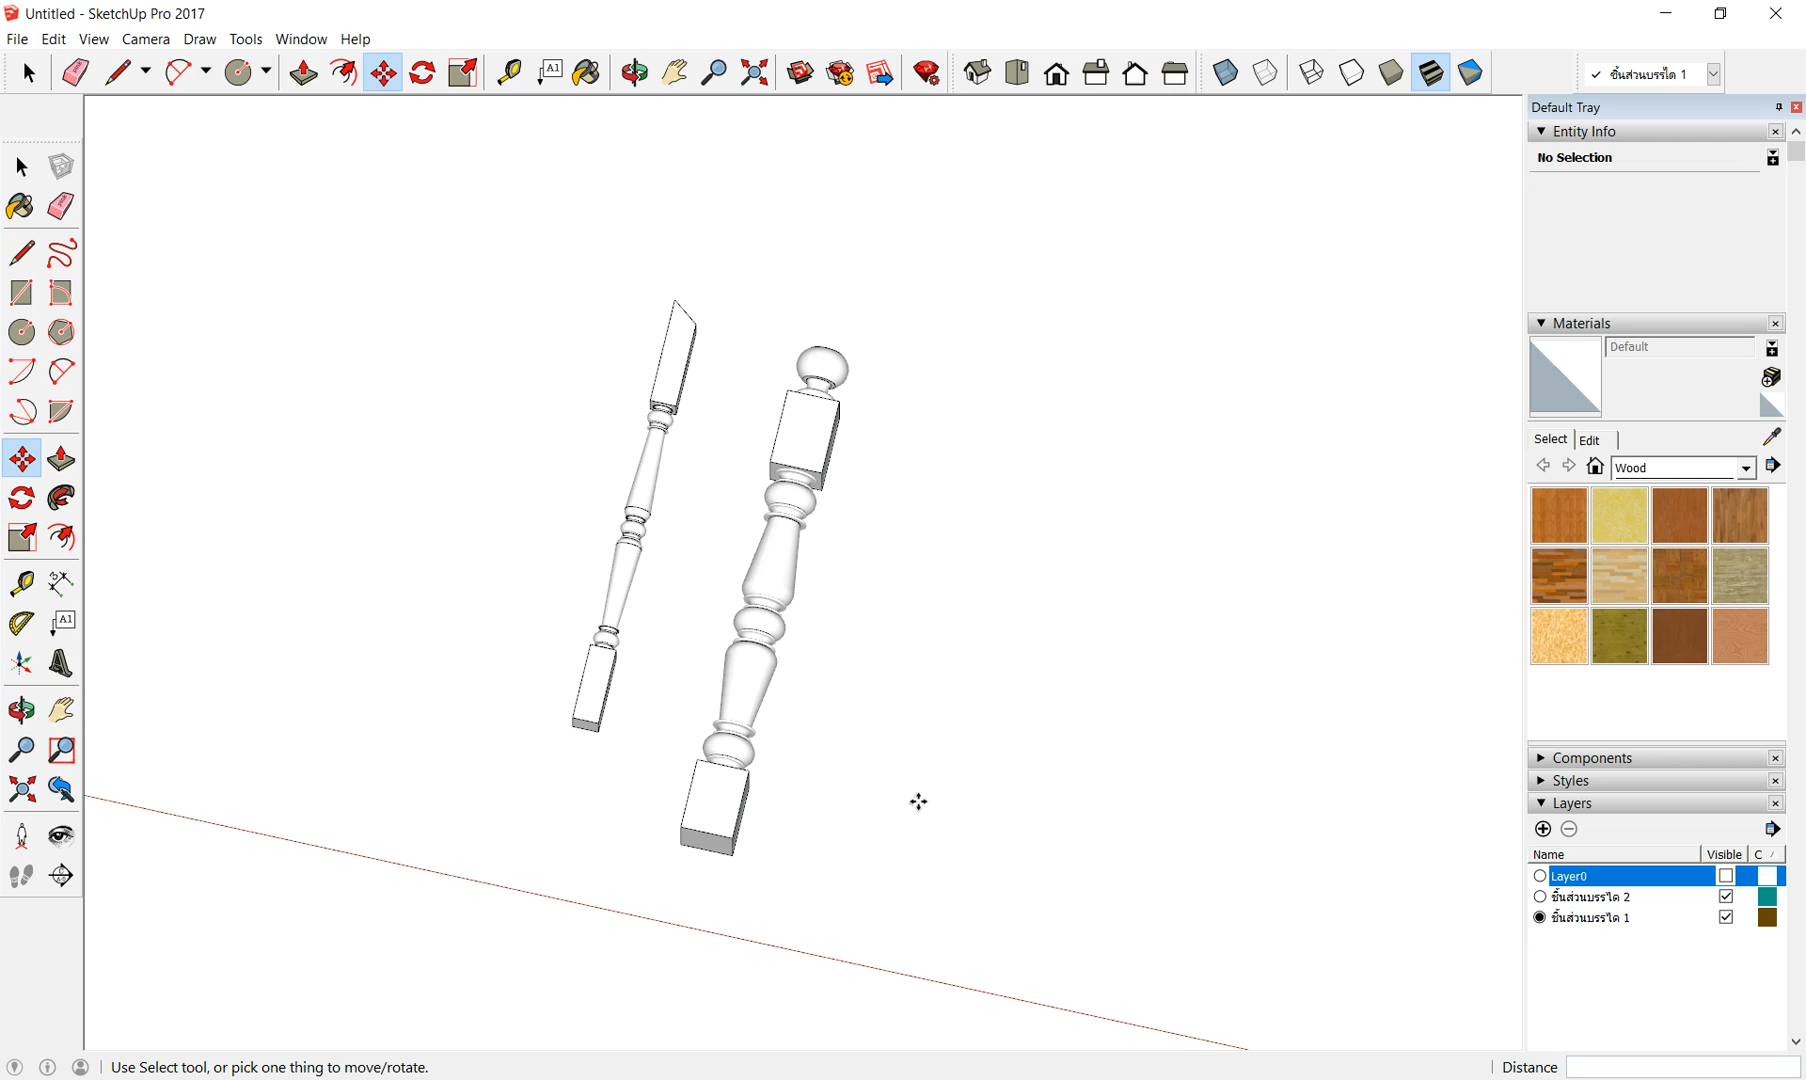 Untitled - SketchUp Pro 2017
File Edit View Camera Draw Tools Window Help
A1
✓ ชิ้นส่วนบรรได 1
Default Tray
Entity Info
No Selection
Materials
Default
Select Edit
Wood
A1
Components
Styles
Layers
Name Visible C
Layer0
ชิ้นส่วนบรรได 2
ชิ้นส่วนบรรได 1
Use Select tool, or pick one thing to move/rotate.
Distance